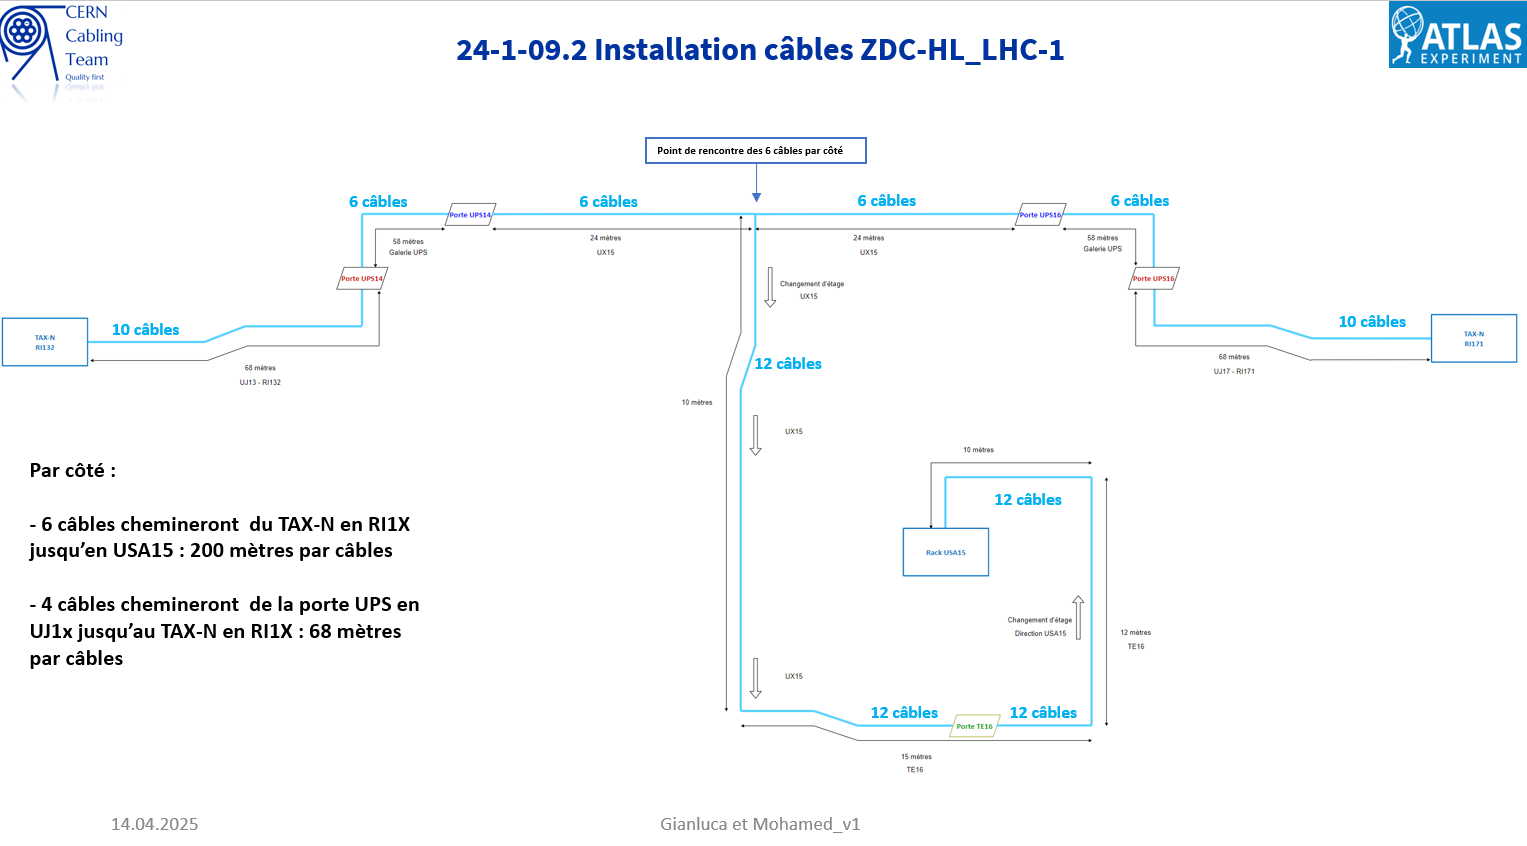 CERN
Cabling
Team
Quality first
24-1-09.2 Installation câbles ZDC-HL_LHC-1
ATLAS
EXPERIMENT
Point de rencontre des 6 câbles par côté
6 câbles
6 câbles
6 câbles
6 câbles
Porte UPS14
Porte UPS16
58 mètres
Galerie UPS
24 mètres
UX15
24 mètres
UX15
58 mètres
Galerie UPS
Porte UPS14
Porte UPS16
Changement d'étage
UX15
10 câbles
10 câbles
TAX-N
RI132
TAX-N
RI171
68 mètres
UJ13 - RI132
12 câbles
68 mètres
UJ17 - RI171
10 mètres
UX15
10 mètres
12 câbles
Rack USA15
Par côté :
- 6 câbles chemineront du TAX-N en RI1X
jusqu’en USA15 : 200 mètres par câbles
- 4 câbles chemineront de la porte UPS en
UJ1x jusqu’au TAX-N en RI1X : 68 mètres
par câbles
Changement d'étage
Direction USA15
12 mètres
TE16
UX15
12 câbles
12 câbles
Porte TE16
15 mètres
TE16
14.04.2025
Gianluca et Mohamed_v1